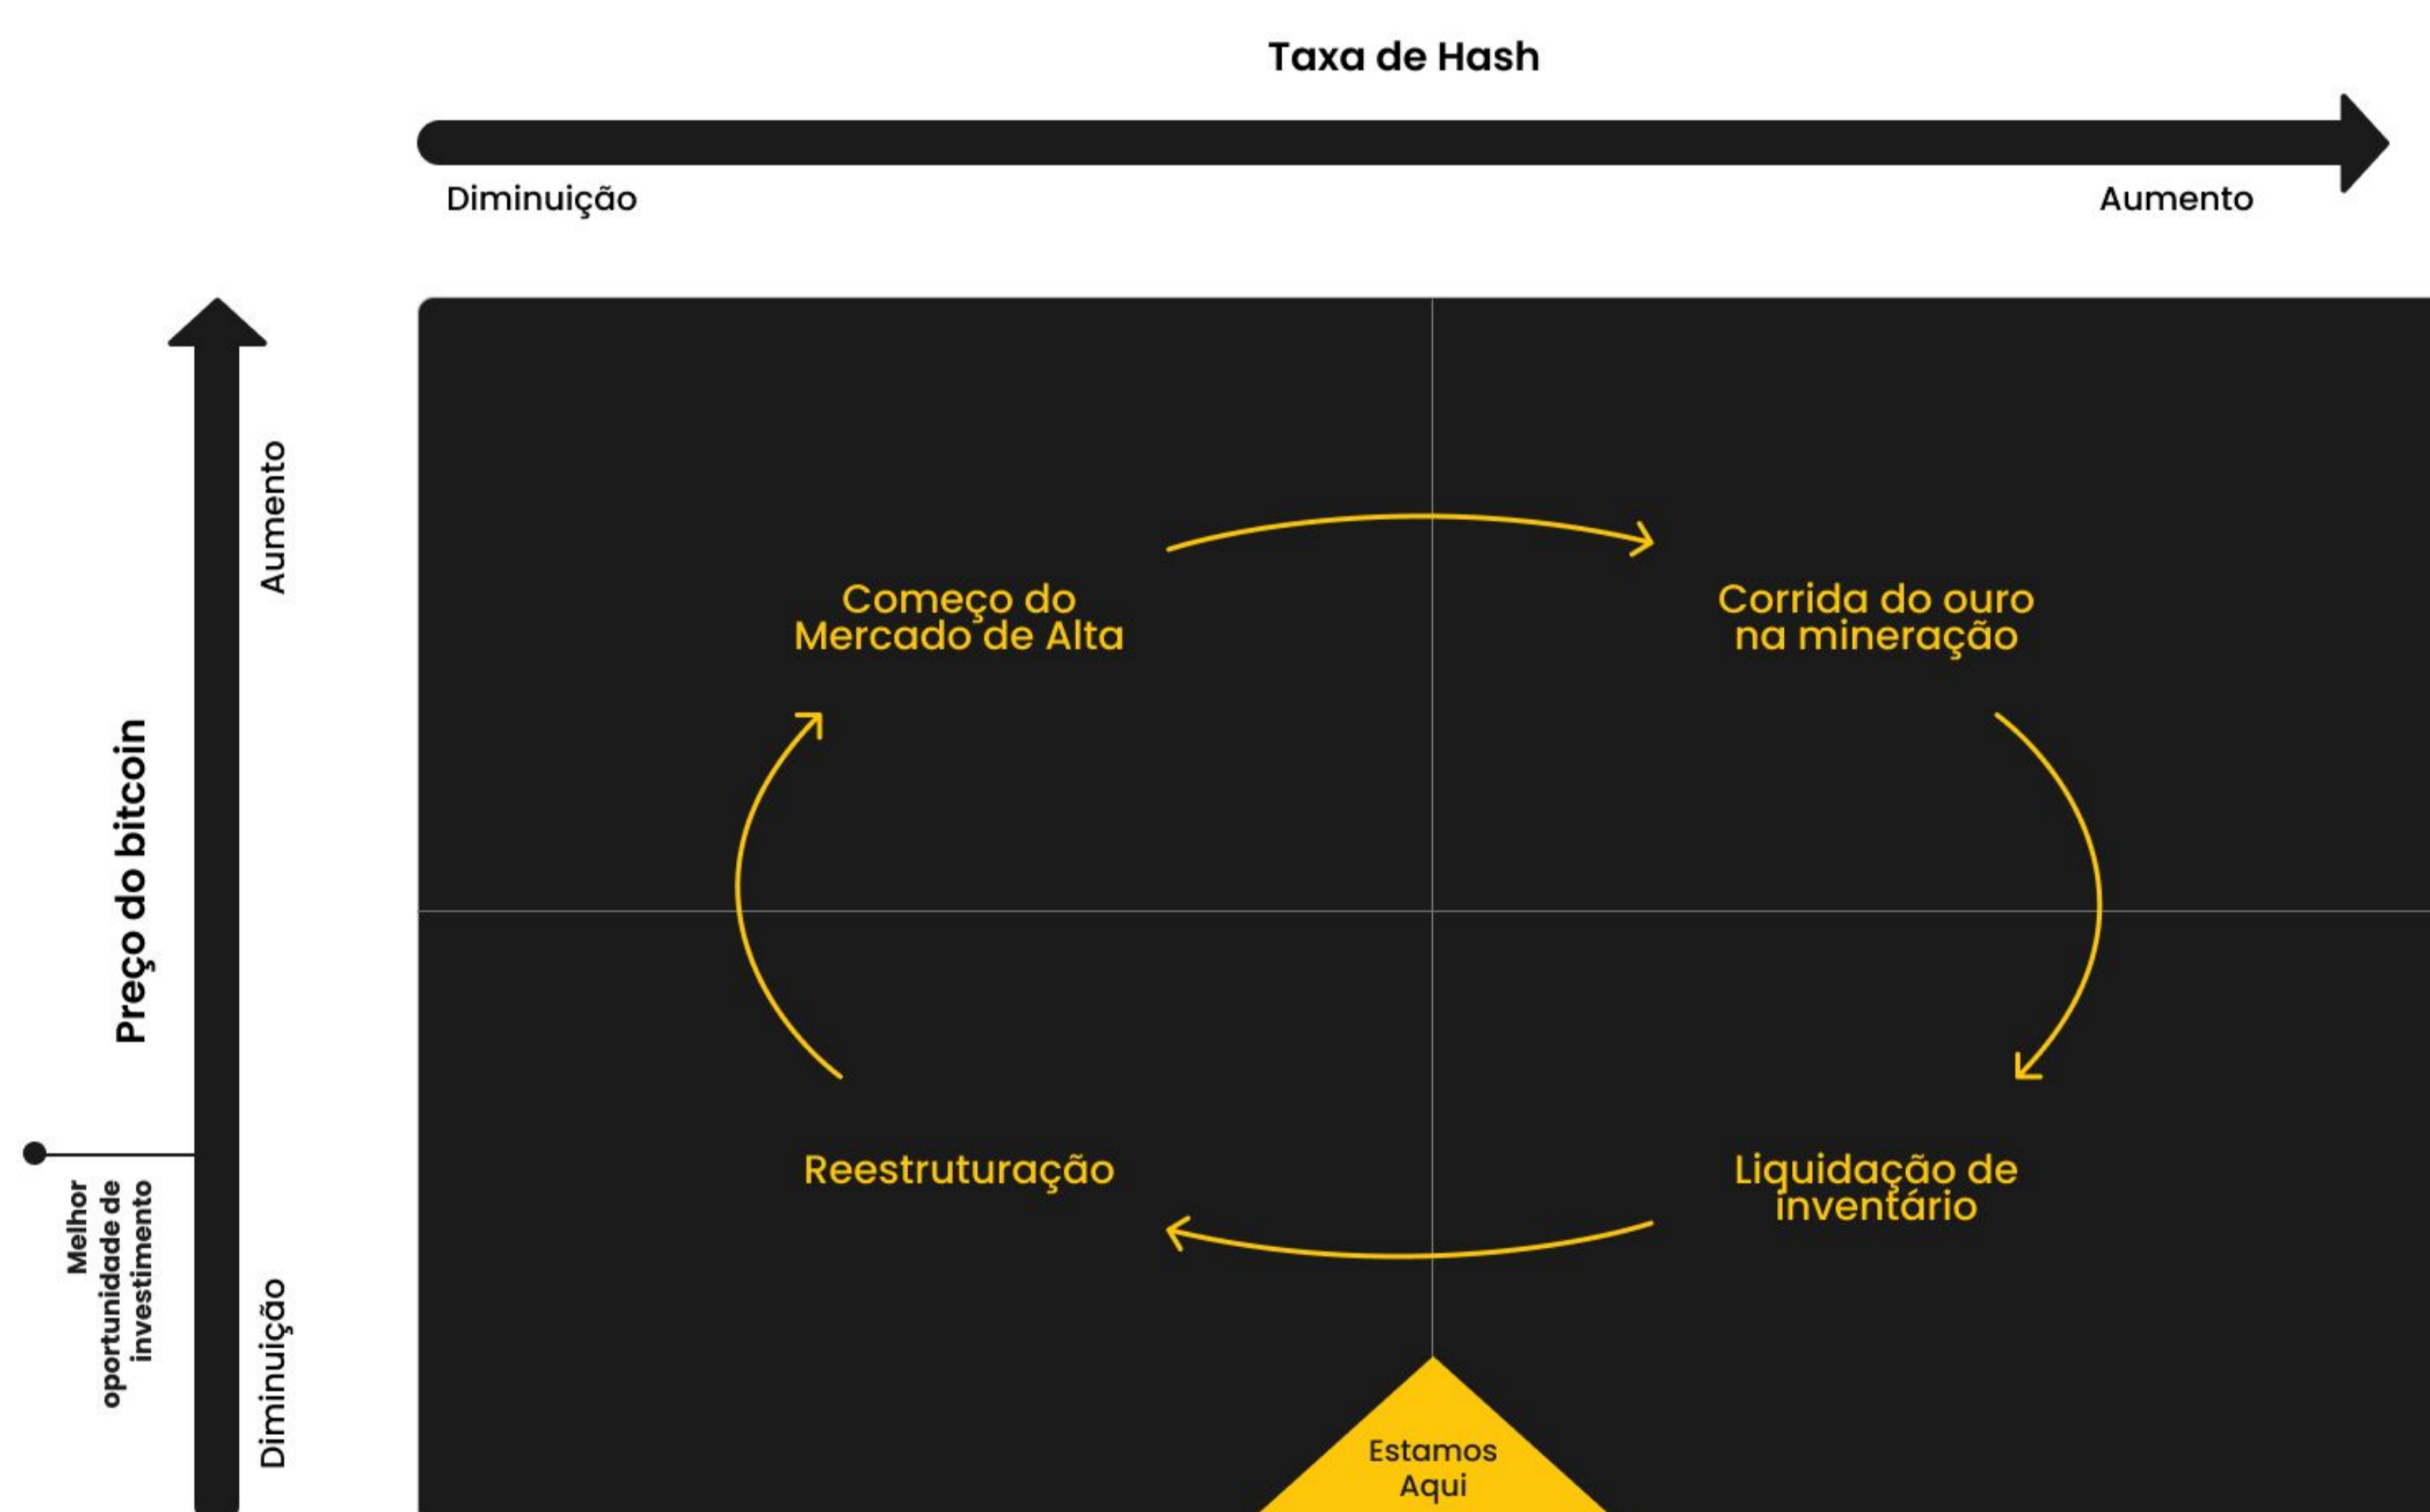 Taxa de Hash
Diminuição
Aumento
Aumento
Preço do bitcoin
Melhor
oportunidade de
investimento
Diminuição
Começo do
Mercado de Alta
Corrida do ouro
na mineração
Reestruturação
Liquidação de
inventário
Estamos
Aqui